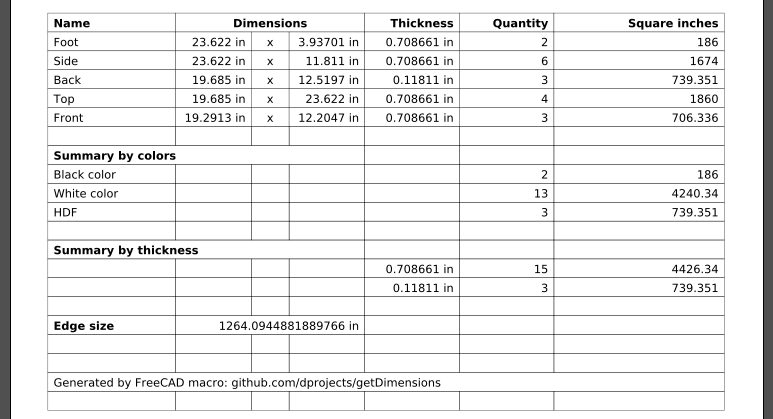 Name Dimensions Thickness Quantity Square inches
Foot 23.622 in x 3.93701 in 0.708661 in 2 186
Side 23.622 in x 11.811 in 0.708661 in 6 1674
Back 19.685 in x 12.5197 in 0.11811 in 3 739.351
Top 19.685 in x 23.622 in 0.708661 in 4 1860
Front 19.2913 in x 12.2047 in 0.708661 in 3 706.336
Summary by colors
Black color 2 186
White color 13 4240.34
HDF 3 739.351
Summary by thickness
0.708661 in 15 4426.34
0.11811 in 3 739.351
Edge size 1264.0944881889766 in
Generated by FreeCAD macro: github.com/dprojects/getDimensions